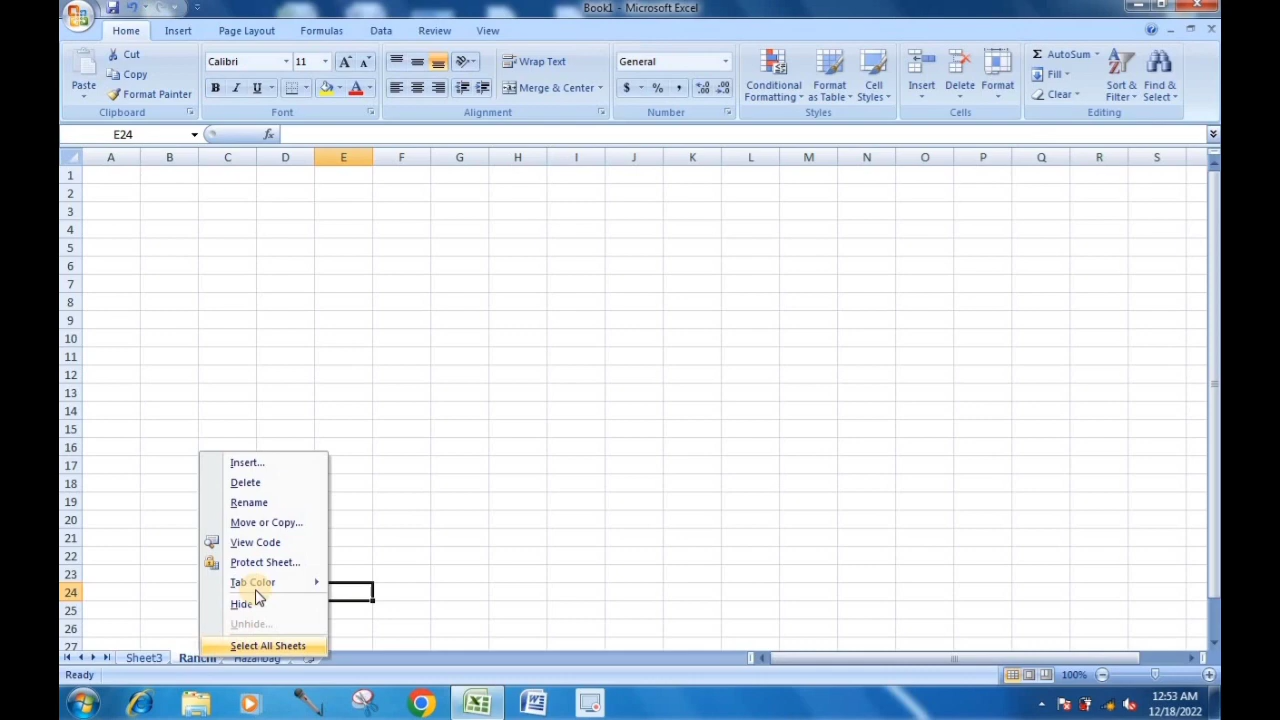 Book1 - Microsoft Excel
Home Insert Page Layout Formulas Data Review View
Paste
Cut
Copy
Format Painter
Clipboard
Calibri 11
B I U
Font
Wrap Text
Merge & Center
Alignment
General
$ % ,
Number
Conditional Formatting
Format as Table
Cell Styles
Styles
Insert Delete Format
Cells
AutoSum
Fill
Clear
Sort & Filter
Find & Select
Editing
E24
fx
A B C D E F G I J K L M N O P Q R S
1
2
3
4
5
6
7
8
9
10
11
12
13
14
15
16
17
18
19
20
21
22
23
24
25
26
27
Insert...
Delete
Rename
Move or Copy...
View Code
Protect Sheet...
Tab Color
Hide
Unhide...
Select All Sheets
Sheet3 Ranchi Hazaribag
Ready
100%
12:53 AM
12/18/2022